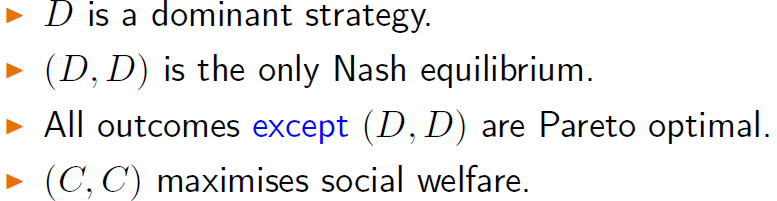 ▶ D is a dominant strategy.
▶ (D, D) is the only Nash equilibrium.
▶ All outcomes except (D, D) are Pareto optimal.
▶ (C, C) maximises social welfare.